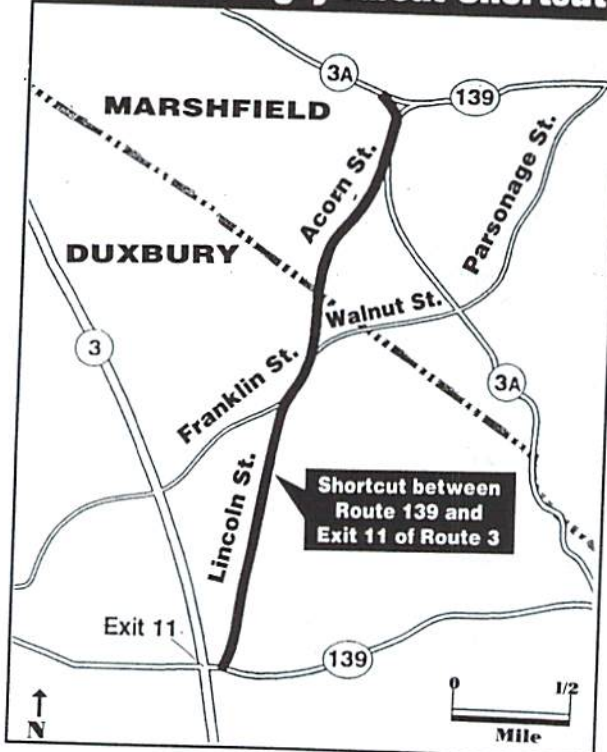 Shortcut
3A
139
MARSHFIELD
Acorn St.
Parsonage St.
DUXBURY
Walnut St.
3
3A
Franklin St.
Lincoln St.
Shortcut between
Route 139 and
Exit 11 of Route 3
Exit 11
139
0 1/2
N
Mile